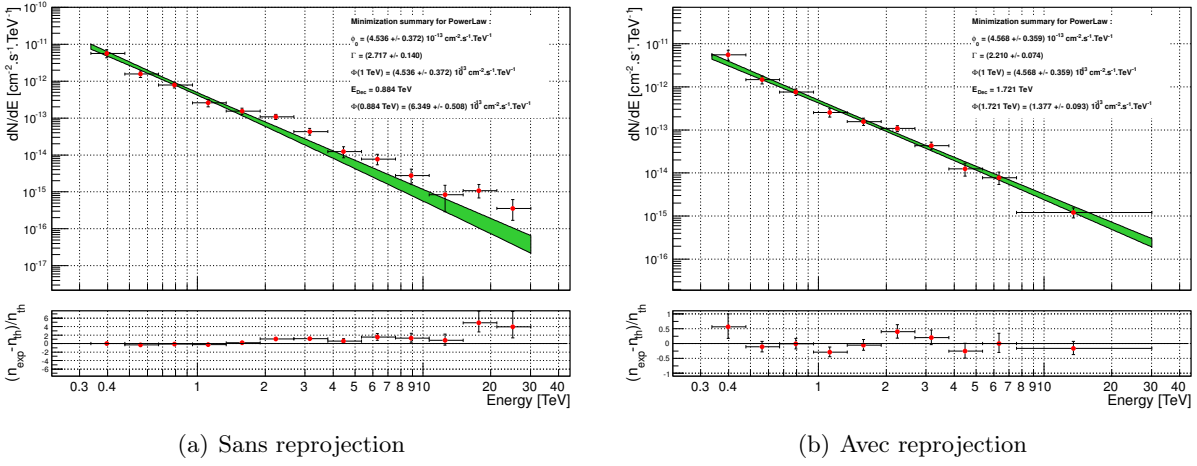 Minimization summary for PowerLaw :
ϕ0 = (4.536 +/- 0.372) 10^-13 cm^-2.s^-1.TeV^-1
Γ = (2.717 +/- 0.140)
Φ(1 TeV) = (4.536 +/- 0.372) 10^-13 cm^-2.s^-1.TeV^-1
E_Dec = 0.884 TeV
Φ(0.884 TeV) = (6.349 +/- 0.508) 10^-13 cm^-2.s^-1.TeV^-1
dN/dE [cm^-2.s^-1.TeV^-1]
10^-11
10^-12
10^-13
10^-14
10^-15
10^-16
10^-17
(n_exp - n_th)/n_th
6
4
2
0
-2
-4
-6
0.3 0.4 1 2 3 4 5 6 7 8 9 10 20 30
Energy [TeV]
(a) Sans reprojection
Minimization summary for PowerLaw :
ϕ0 = (4.568 +/- 0.359) 10^-13 cm^-2.s^-1.TeV^-1
Γ = (2.210 +/- 0.074)
Φ(1 TeV) = (4.568 +/- 0.359) 10^-13 cm^-2.s^-1.TeV^-1
E_Dec = 1.721 TeV
Φ(1.721 TeV) = (1.377 +/- 0.093) 10^-13 cm^-2.s^-1.TeV^-1
dN/dE [cm^-2.s^-1.TeV^-1]
10^-11
10^-12
10^-13
10^-14
10^-15
10^-16
(n_exp - n_th)/n_th
1
0.5
0
-0.5
-1
0.3 0.4 1 2 3 4 5 6 7 8 9 10 20 30 40
Energy [TeV]
(b) Avec reprojection